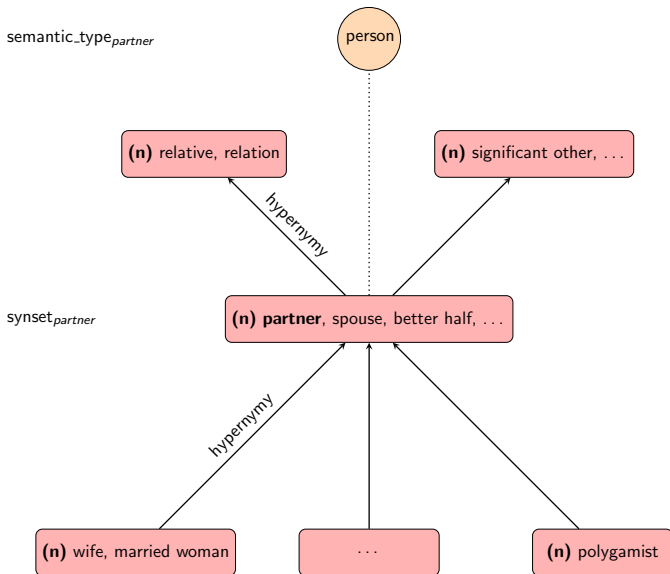 semantic_type_partner
person
(n) relative, relation
(n) significant other, ...
hypernymy
synset_partner
(n) partner, spouse, better half, ...
hypernymy
(n) wife, married woman
...
(n) polygamist